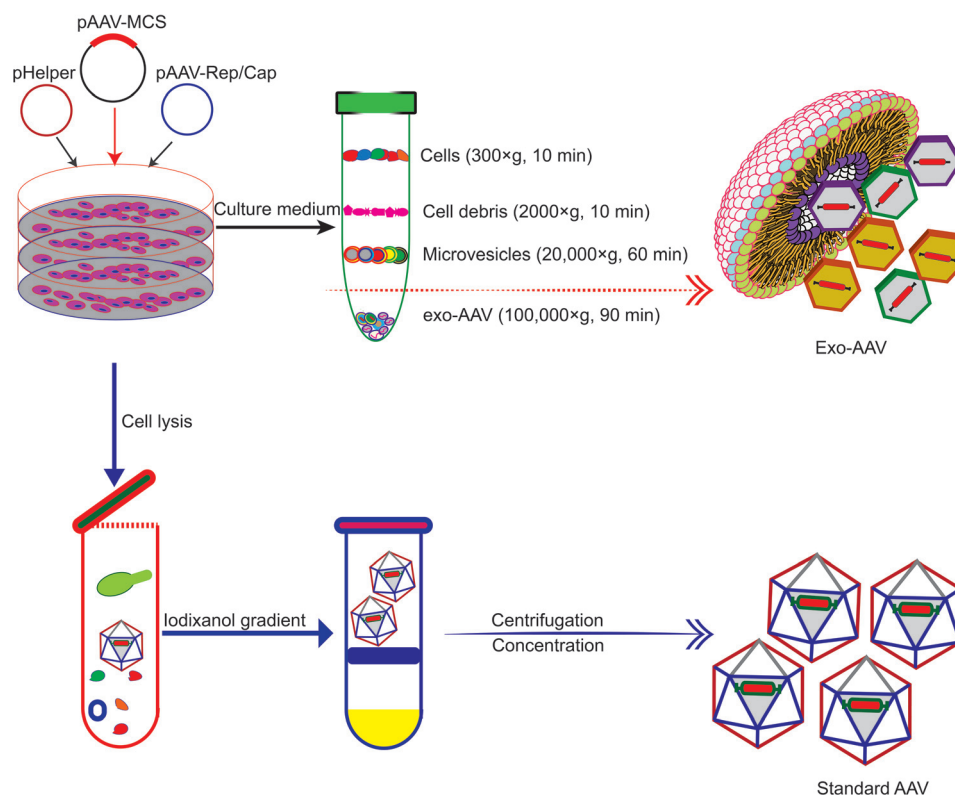 pAAV-MCS
pHelper
pAAV-Rep/Cap
Culture medium
Cells (300×g, 10 min)
Cell debris (2000×g, 10 min)
Microvesicles (20,000×g, 60 min)
exo-AAV (100,000×g, 90 min)
Exo-AAV
Cell lysis
Iodixanol gradient
Centrifugation
Concentration
Standard AAV